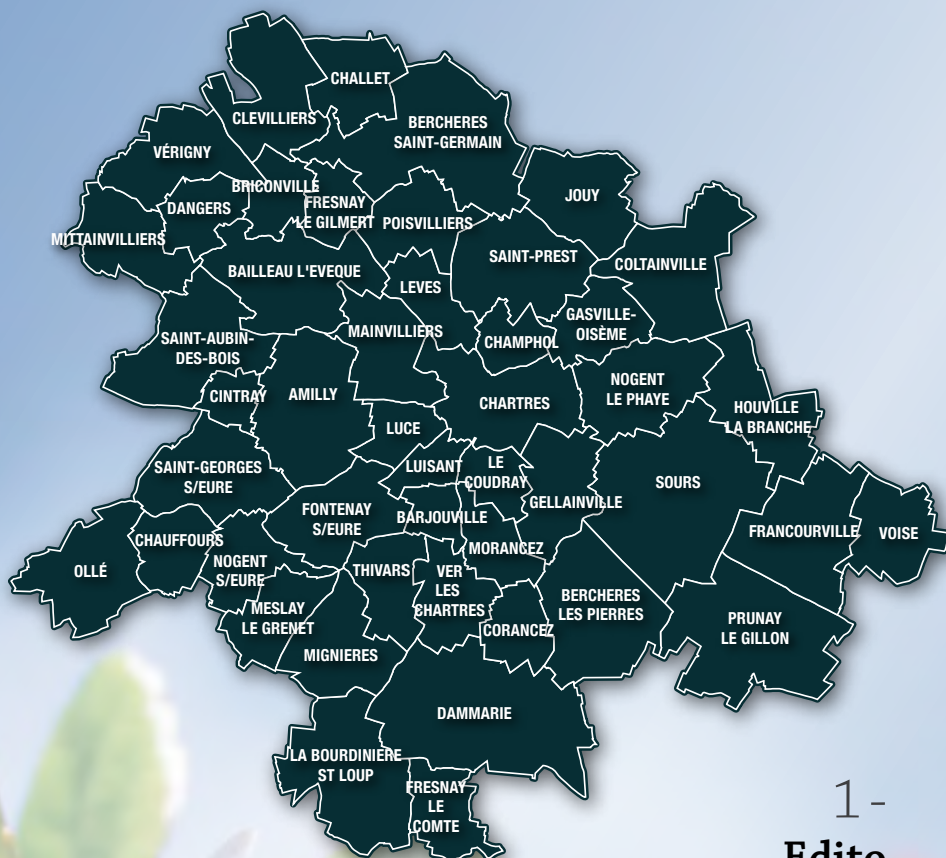 CHALLET
CLEVILLIERS
BERCHERES
SAINT-GERMAIN
VÉRIGNY
BRICONVILLE
DANGERS
FRESNAY
LE GILMERT
POISVILLIERS
JOUY
MITTAINVILLIERS
BAILLEAU L'EVEQUE
LEVES
SAINT-PREST
COLTAINVILLE
SAINT-AUBIN-
DES-BOIS
MAINVILLIERS
CHAMPHOL
GASVILLE-
OISÈME
CINTRAY
AMILLY
CHARTRES
NOGENT
LE PHAYE
HOUVILLE
LA BRANCHE
LUCE
SAINT-GEORGES
S/EURE
LUISANT
LE
COUDRAY
GELLAINVILLE
SOURS
FONTENAY
S/EURE
BARJOUVILLE
FRANCOURVILLE
VOISE
CHAUFFOURS
OLLÉ
NOGENT
S/EURE
THIVARS
VER
LES
CHARTRES
MORANCEZ
MESLAY
LE GRENET
CORANCEZ
BERCHERES
LES PIERRES
PRUNAY
LE GILLON
MIGNIERES
DAMMARIE
LA BOURDINIERE
ST LOUP
FRESNAY
LE
COMTE
1-
Edito